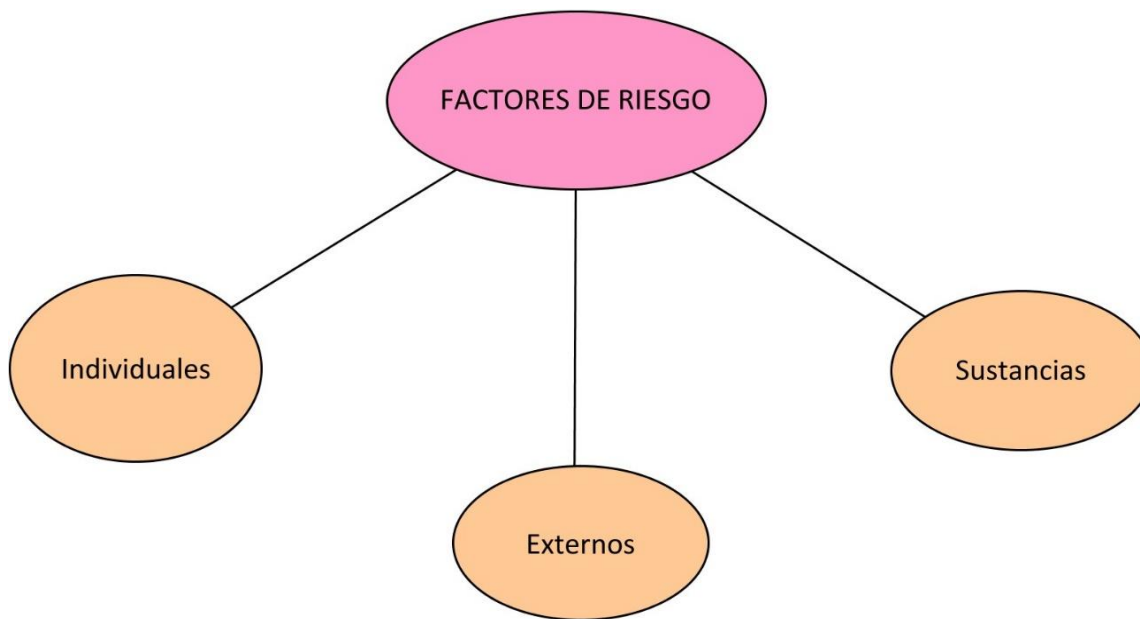 FACTORES DE RIESGO
Individuales
Sustancias
Externos